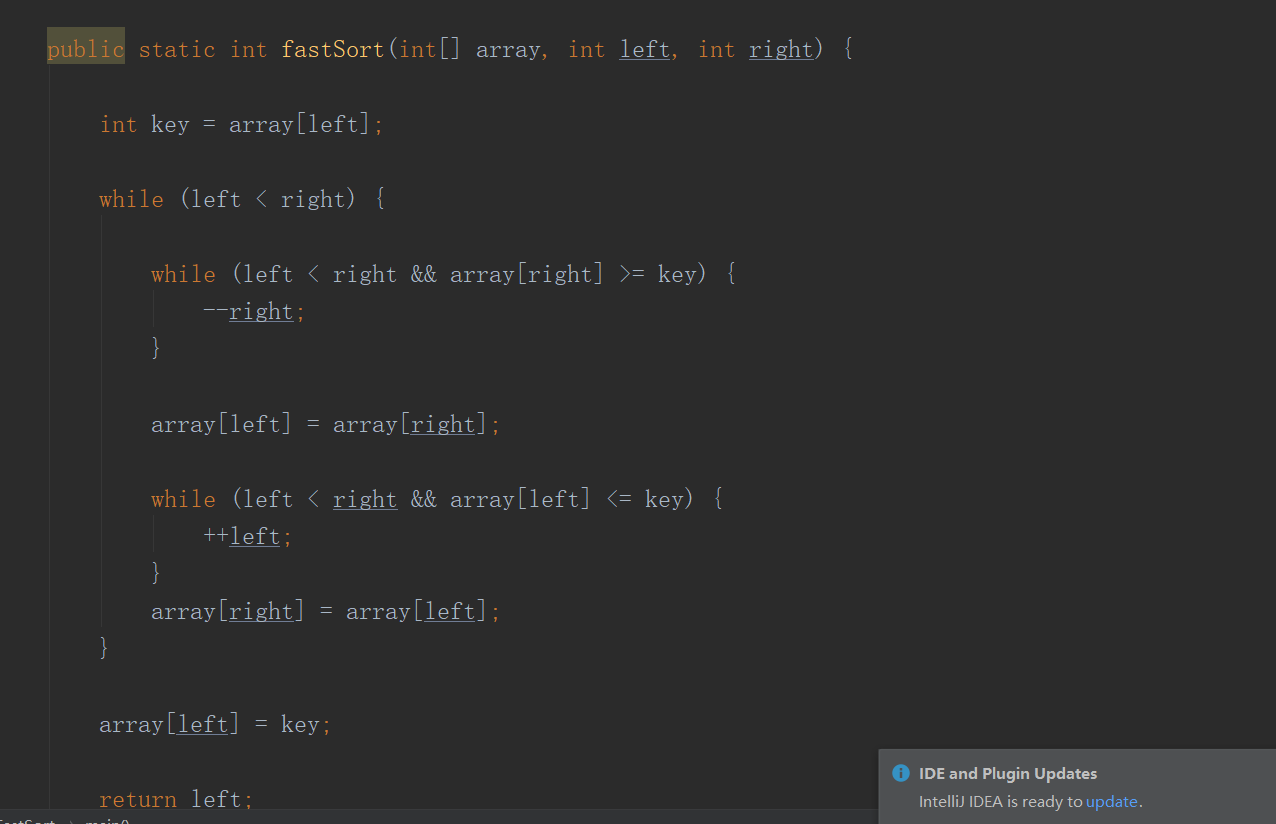 public static int fastSort(int[] array, int left, int right) {
int key = array[left];
while (left < right) {
while (left < right && array[right] >= key) {
--right;
}
array[left] = array[right];
while (left < right && array[left] <= key) {
++left;
}
array[right] = array[left];
}
array[left] = key;
return left;
IDE and Plugin Updates
IntelliJ IDEA is ready to update.